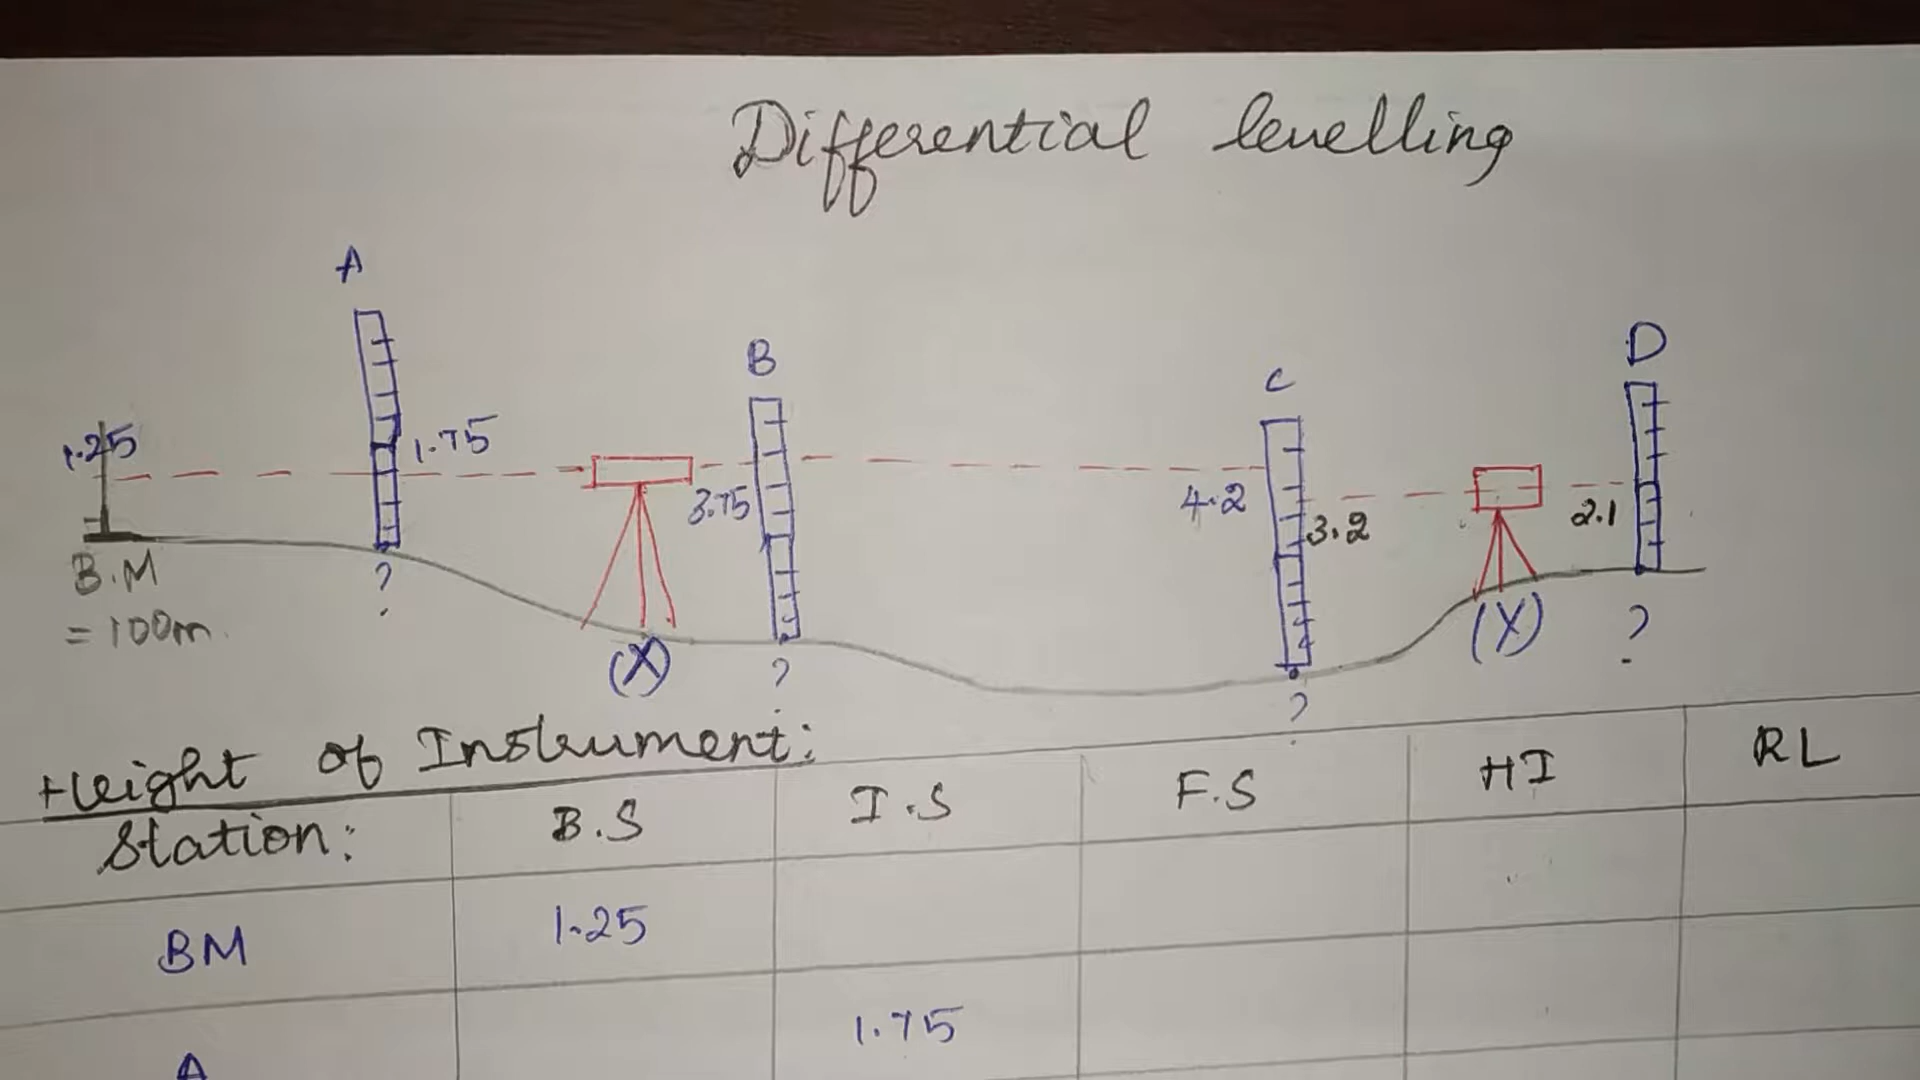 Differential levelling
A
B
C
D
1.25
1.75
3.75
4.2
3.2
2.1
B.M
= 100m
?
(X)
?
?
(Y)
?
Height of Instrument:
Station: B.S I.S F.S HI RL
BM 1.25
A 1.75